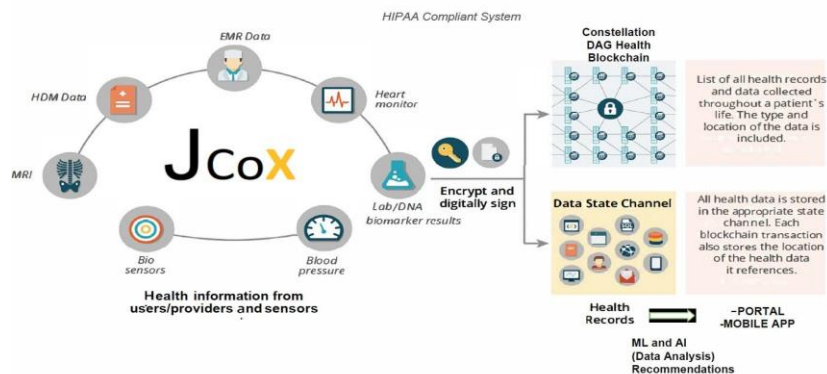 HIPAA Compliant System
EMR Data
HDM Data
Heart
monitor
MRI
JCox
Lab/DNA
biomarker results
Bio
sensors
Blood
pressure
Health information from
users/providers and sensors
Encrypt and
digitally sign
Constellation
DAG Health
Blockchain
List of all health records
and data collected
throughout a patient`s
life. The type and
location of the data is
included.
Data State Channel
All health data is stored
in the appropriate state
channel. Each
blockchain transaction
also stores the location
of the health data
it references.
Health
Records
–PORTAL
-MOBILE APP
ML and AI
(Data Analysis)
Recommendations